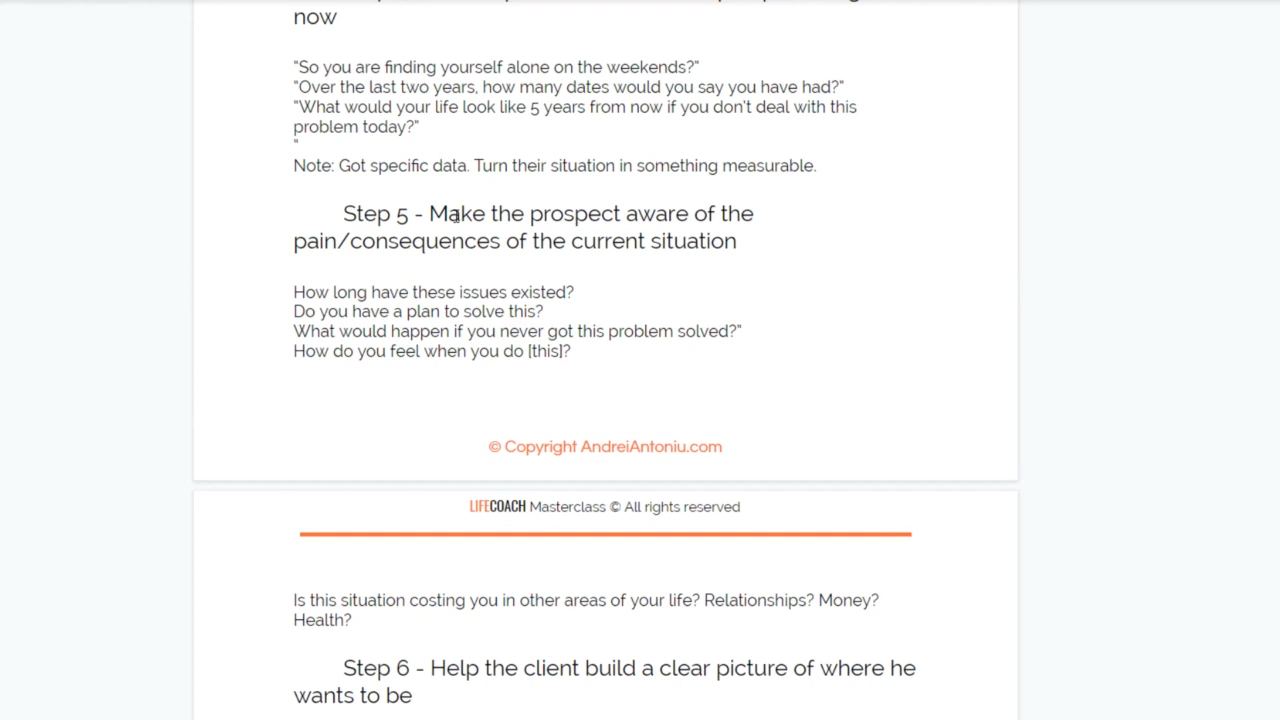 now
"So you are finding yourself alone on the weekends?"
"Over the last two years, how many dates would you say you have had?"
"What would your life look like 5 years from now if you don't deal with this
problem today?"
"
Note: Got specific data. Turn their situation in something measurable.
Step 5 - Make the prospect aware of the
pain/consequences of the current situation
How long have these issues existed?
Do you have a plan to solve this?
What would happen if you never got this problem solved?"
How do you feel when you do [this]?
© Copyright AndreiAntoniu.com
LIFECOACH Masterclass © All rights reserved
Is this situation costing you in other areas of your life? Relationships? Money?
Health?
Step 6 - Help the client build a clear picture of where he
wants to be